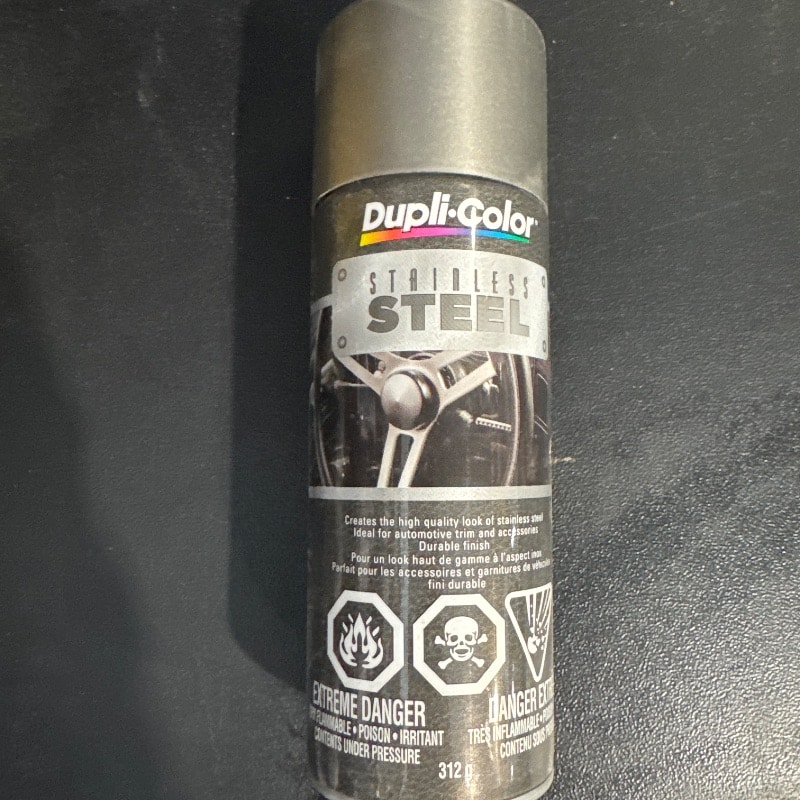 Dupli•Color
STAINLESS
STEEL
Creates the high quality look of stainless steel
Ideal for automotive trim and accessories
Durable finish
Pour un look haut de gamme à l'aspect inox
Parfait pour les accessoires et garnitures de
fini durable
EXTREME DANGER
FLAMMABLE • POISON • IRRITANT
CONTENTS UNDER PRESSURE
DANGER
TRÈS INFLAMMABLE •
CONTENU SOUS
312 g